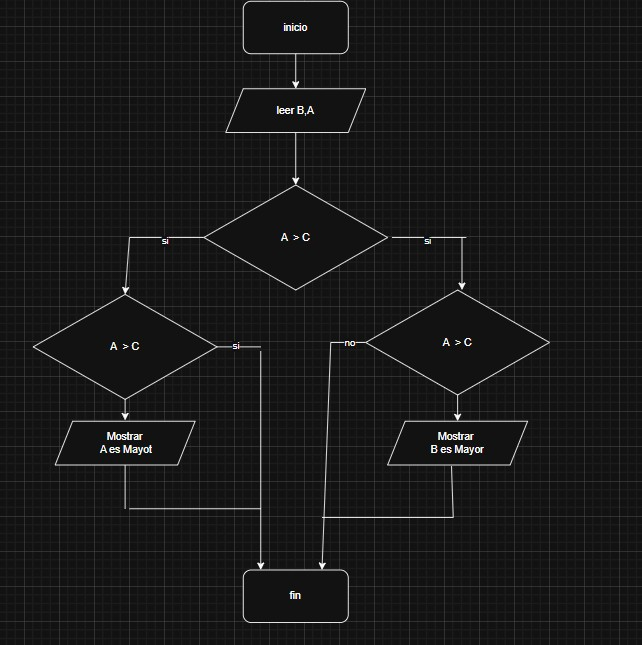 inicio
leer B,A
A > C
si
si
A > C
si
no
A > C
Mostrar
A es Mayot
Mostrar
B es Mayor
fin